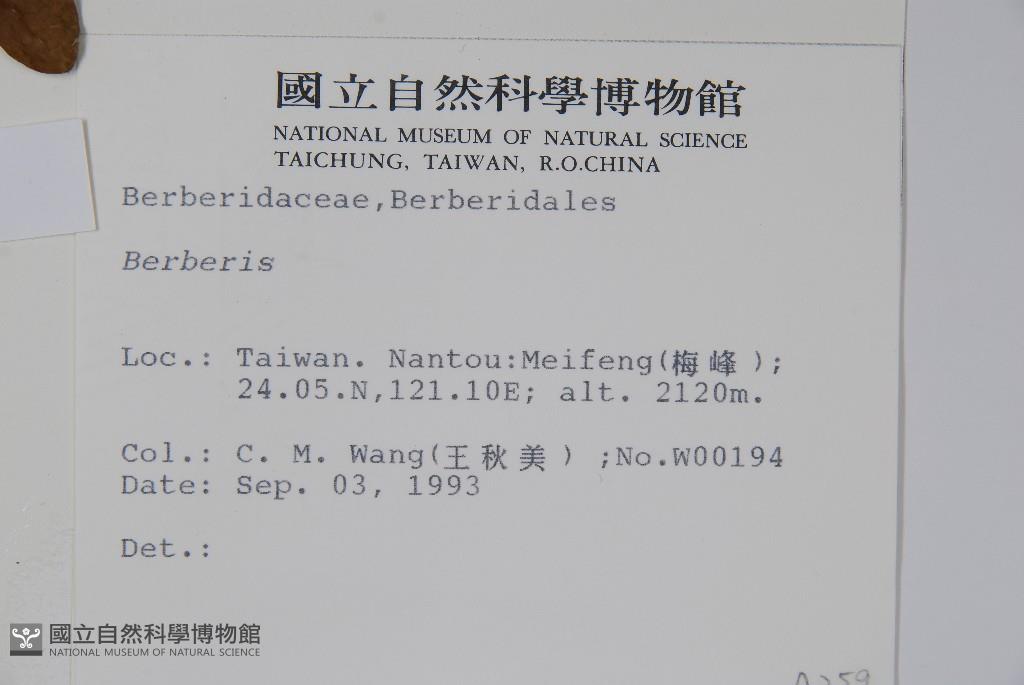 國立自然科學博物館
NATIONAL MUSEUM OF NATURAL SCIENCE
TAICHUNG, TAIWAN, R.O.CHINA
Berberidaceae,Berberidales
Berberis
Loc.: Taiwan. Nantou:Meifeng(梅峰);
24.05.N,121.10E; alt. 2120m.
Col.: C. M. Wang(王秋美) ;No.W00194
Date: Sep. 03, 1993
Det.:
國立自然科學博物館
NATIONAL MUSEUM OF NATURAL SCIENCE